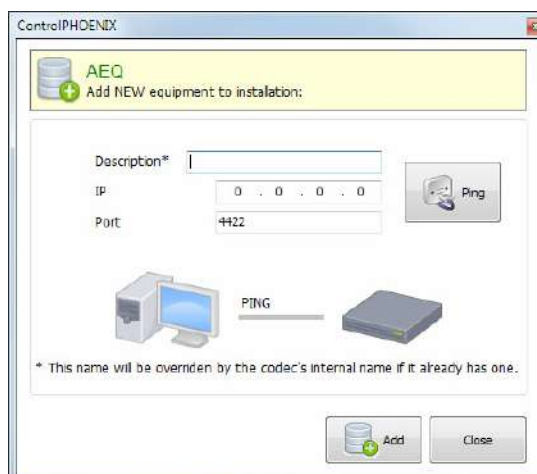 ControlPHOENIX
AEQ
Add NEW equipment to installation:
Description*
IP 0 . 0 . 0 . 0
Ping
Port 4422
PING
* This name will be overriden by the codec's internal name if it already has one.
Add Close